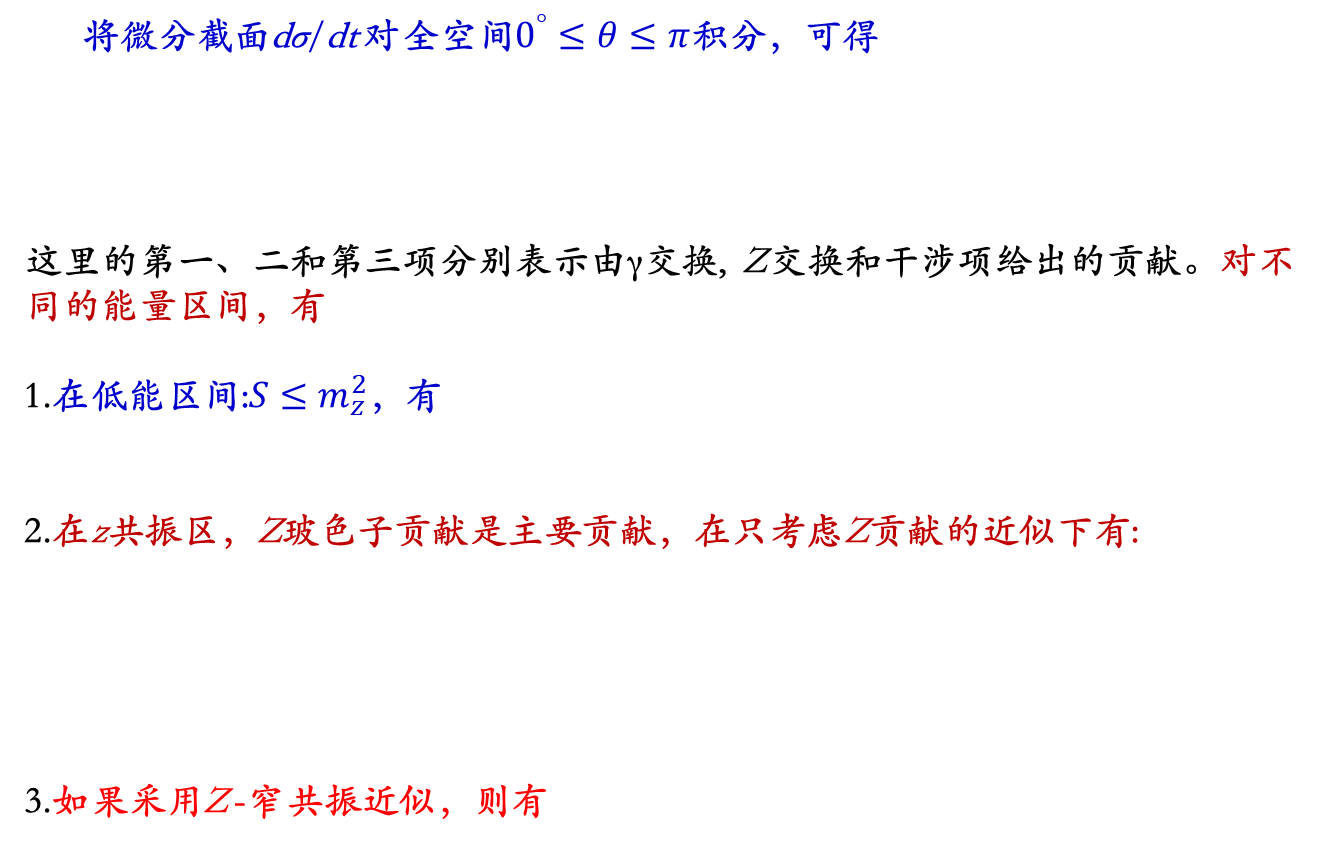 将微分截面dσ/dt对全空间0° ≤ θ ≤ π积分，可得
这里的第一、二和第三项分别表示由γ交换, Z交换和干涉项给出的贡献。对不
同的能量区间，有
1.在低能区间:S ≤ m_z^2，有
2.在z共振区，Z玻色子贡献是主要贡献，在只考虑Z贡献的近似下有:
3.如果采用Z-窄共振近似，则有